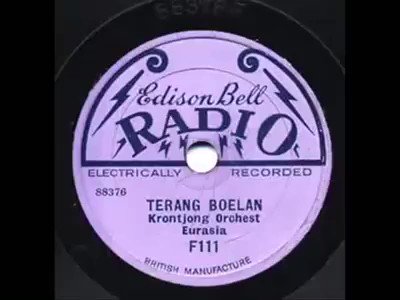 Edison Bell
RADIO
ELECTRICALLY RECORDED
88376
TERANG BOELAN
Krontjong Orchest
Eurasia
F111
BRITISH MANUFACTURE